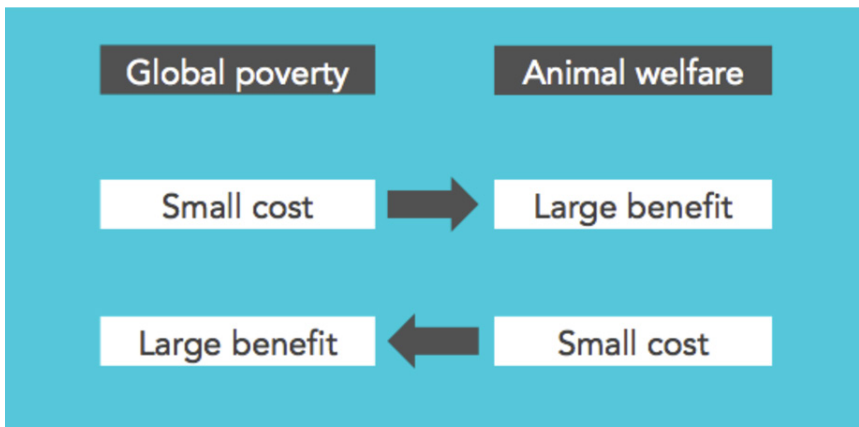 Global poverty
Animal welfare
Small cost
Large benefit
Large benefit
Small cost